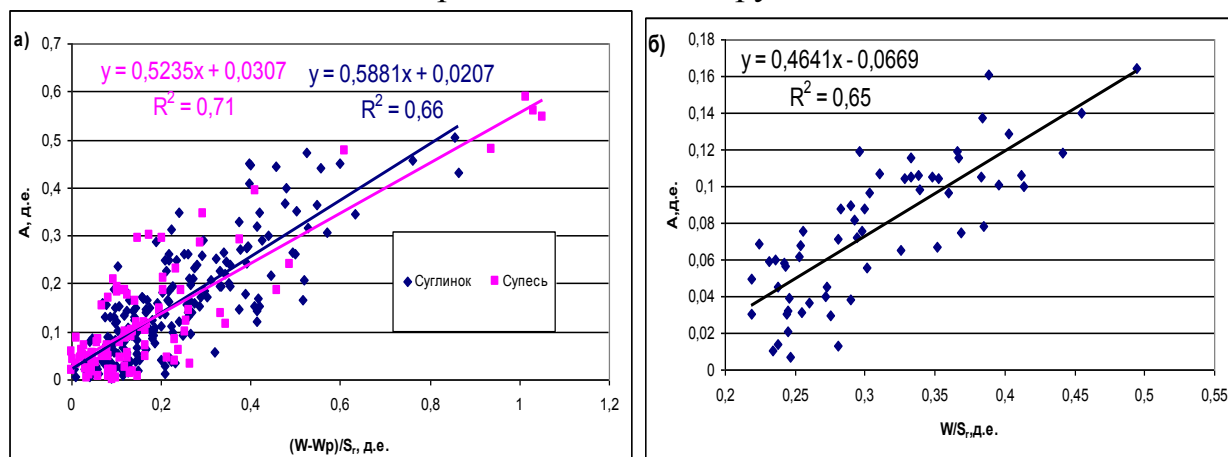 а)
0,7
0,6
0,5
0,4
0,3
0,2
0,1
0
A, д.е.
y = 0,5235x + 0,0307
R² = 0,71
y = 0,5881x + 0,0207
R² = 0,66
Суглинок
Супесь
0 0,2 0,4 0,6 0,8 1 1,2
(W-Wp)/Sr, д.е.
б)
0,18
0,16
0,14
0,12
0,1
0,08
0,06
0,04
0,02
0
A,д.е.
y = 0,4641x - 0,0669
R² = 0,65
0,2 0,25 0,3 0,35 0,4 0,45 0,5 0,55
W/Sr,д.е.